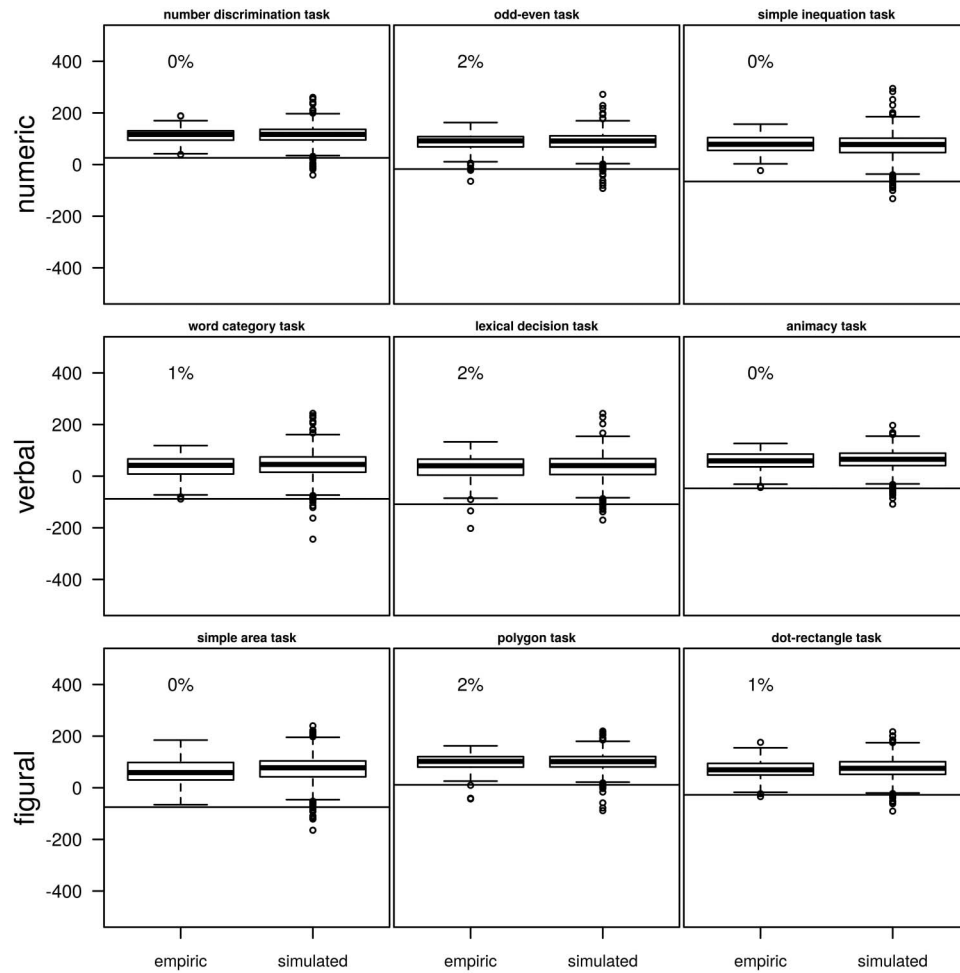 number discrimination task odd-even task simple inequation task
400 0% 2% 0%
200
0
-200
-400
numeric
word category task lexical decision task animacy task
400 1% 2% 0%
200
0
-200
-400
verbal
simple area task polygon task dot-rectangle task
400 0% 2% 1%
200
0
-200
-400
figural
empiric simulated empiric simulated empiric simulated